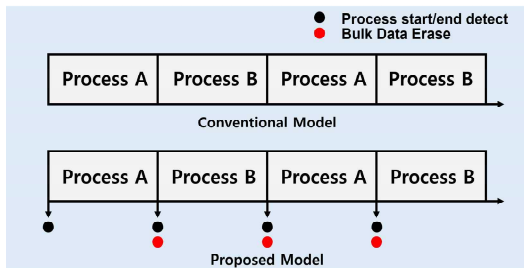 Process start/end detect
Bulk Data Erase
Process A Process B Process A Process B
Conventional Model
Process A Process B Process A Process B
Proposed Model